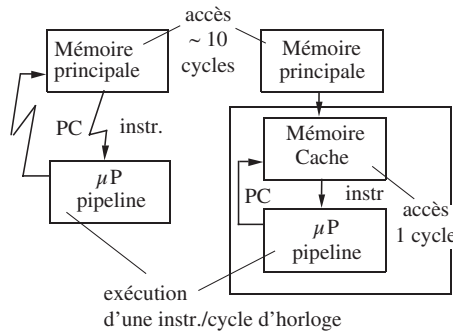 accès
~ 10
cycles
Mémoire
principale
Mémoire
principale
PC
instr.
Mémoire
Cache
µP
pipeline
PC
instr
accès
1 cycle
µP
pipeline
exécution
d'une instr./cycle d'horloge